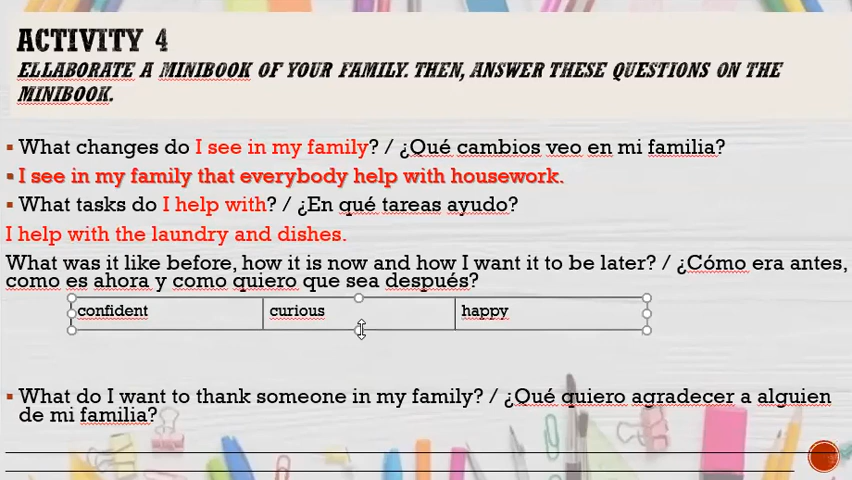 ACTIVITY 4
ELLABORATE A MINIBOOK OF YOUR FAMILY. THEN, ANSWER THESE QUESTIONS ON THE
MINIBOOK.
▪ What changes do I see in my family? / ¿Qué cambios veo en mi familia?
▪ I see in my family that everybody help with housework.
▪ What tasks do I help with? / ¿En qué tareas ayudo?
I help with the laundry and dishes.
What was it like before, how it is now and how I want it to be later? / ¿Cómo era antes,
como es ahora y como quiero que sea después?
confident curious happy
▪ What do I want to thank someone in my family? / ¿Qué quiero agradecer a alguien
de mi familia?